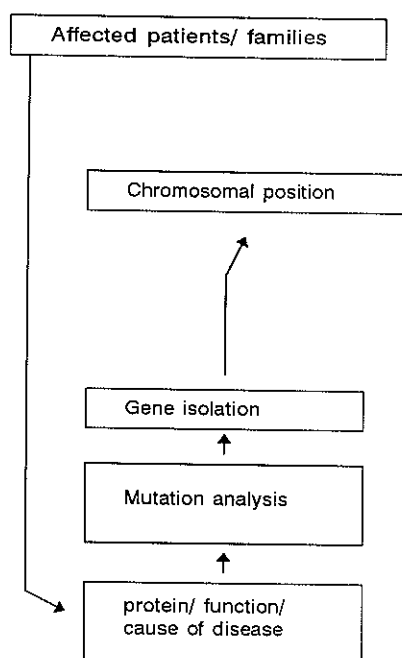 Affected patients/ families
Chromosomal position
Gene isolation
Mutation analysis
protein/ function/
cause of disease